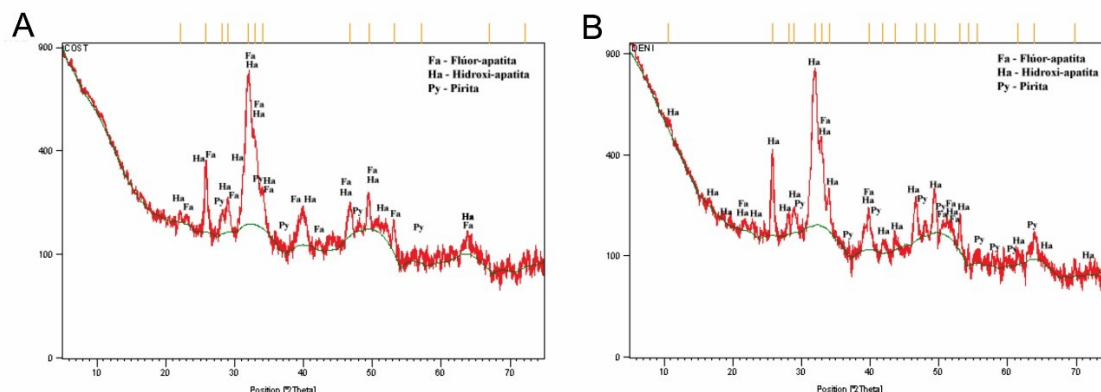 A
COST
900
400
100
0
Fa - Flúor-apatita
Ha - Hidroxi-apatita
Py - Pirita
Fa
Ha
Fa
Ha
Ha Fa
Ha
Py Ha
Fa
Ha
Fa
Py
Ha
Fa
Ha
Fa
Py
Fa Ha
Fa
Fa
Ha
Py
Fa
Ha
Ha
Fa
Py
Ha
Fa
10 20 30 40 50 60 70
Position [°2Theta]
B
DENI
900
400
100
0
Fa - Flúor-apatita
Ha - Hidroxi-apatita
Py - Pirita
Ha
Ha
Ha
Fa
Ha
Ha
Ha
Ha
Ha
Py
Ha
Fa
Ha
Ha
Py
Fa
Ha
Py
Ha
Ha
Ha
Py
Ha
Py
Fa
Ha
Ha
Py
Py
Py
Ha
Py
Ha
Ha
10 20 30 40 50 60 70
Position [°2Theta]